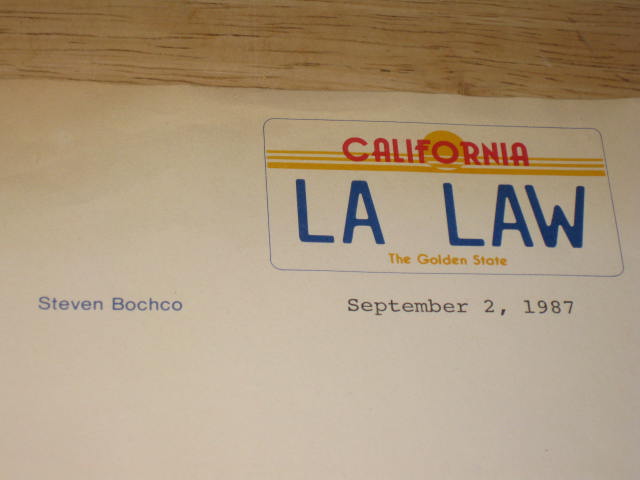 CALIFORNIA
LA LAW
The Golden State
Steven Bochco
September 2, 1987